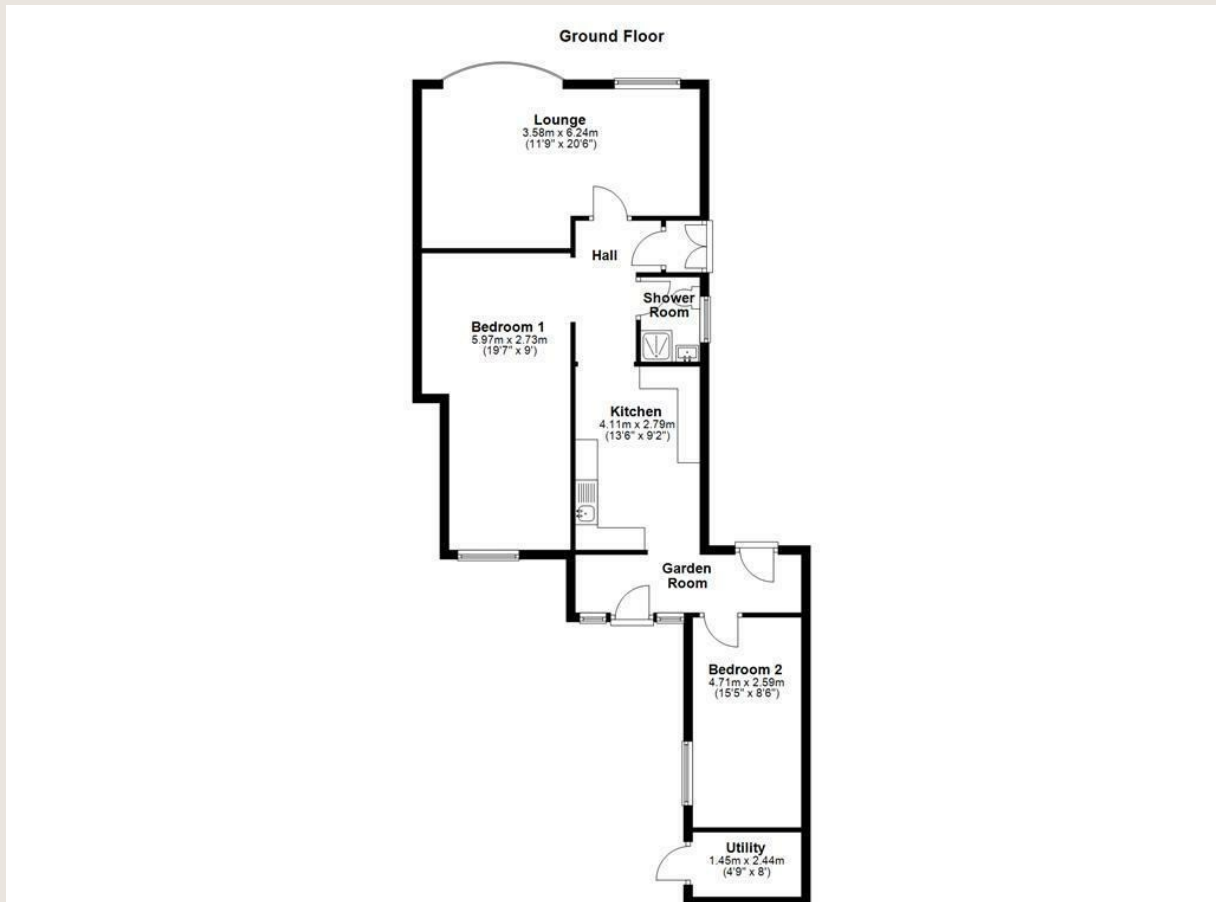 Ground Floor
Lounge
3.58m x 6.24m
(11'9" x 20'6")
Hall
Shower
Room
Bedroom 1
5.97m x 2.73m
(19'7" x 9')
Kitchen
4.11m x 2.79m
(13'6" x 9'2")
Garden
Room
Bedroom 2
4.71m x 2.59m
(15'5" x 8'6")
Utility
1.45m x 2.44m
(4'9" x 8')